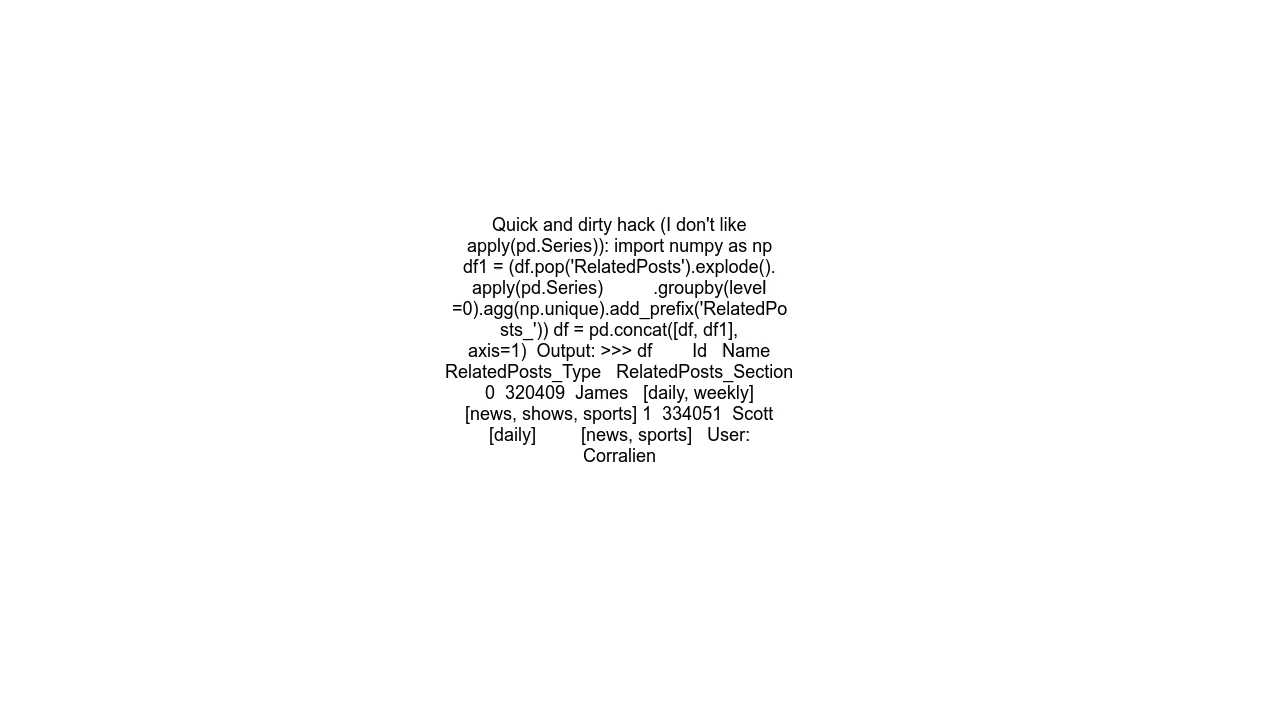 Quick and dirty hack (I don't like
apply(pd.Series)): import numpy as np
df1 = (df.pop('RelatedPosts').explode().
apply(pd.Series)          .groupby(level
=0).agg(np.unique).add_prefix('RelatedPo
sts_')) df = pd.concat([df, df1],
axis=1)  Output: >>> df        Id   Name
RelatedPosts_Type   RelatedPosts_Section
0  320409  James   [daily, weekly]
[news, shows, sports] 1  334051  Scott
[daily]         [news, sports]   User:
Corralien